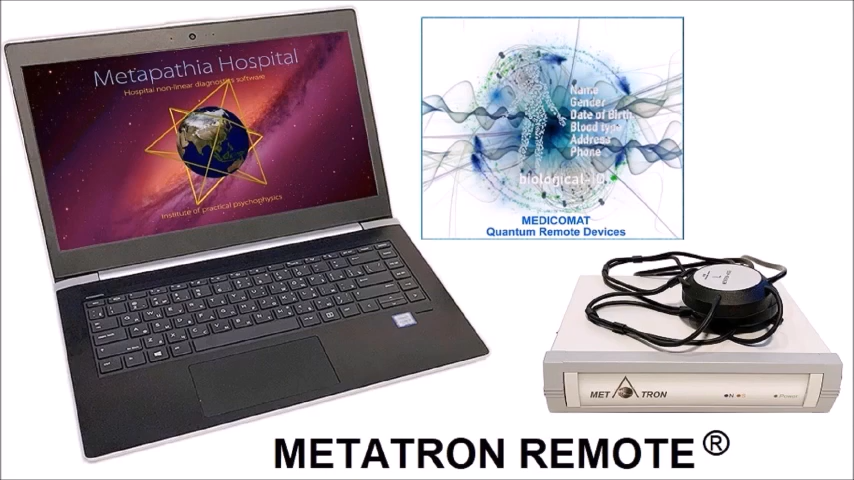 Metapathia Hospital
Hospital non-linear diagnostics software
Institute of practical psychophysics
Name
Gender
Date of Birth
Blood type
Address
Phone
biological-ID
MEDICOMAT
Quantum Remote Devices
MET TRON
N S
Power
METATRON REMOTE®